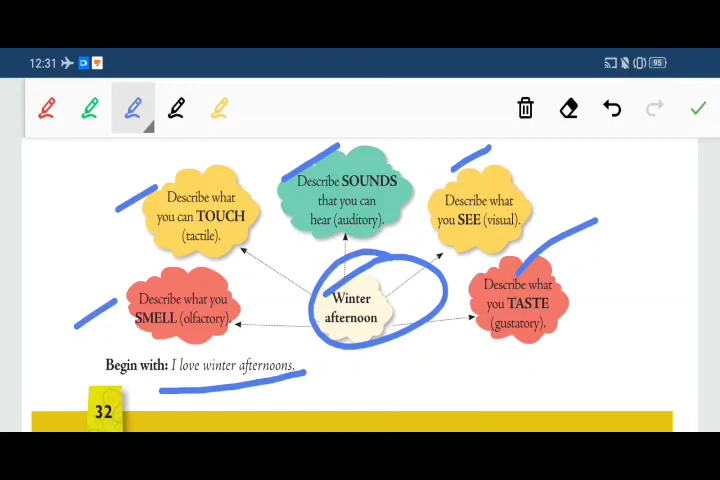 12:31
95
Describe SOUNDS
that you can
hear (auditory).
Describe what
you can TOUCH
(tactile).
Describe what
you SEE (visual).
Describe what you
SMELL (olfactory).
Winter
afternoon
Describe what
you TASTE
(gustatory).
Begin with: I love winter afternoons.
32